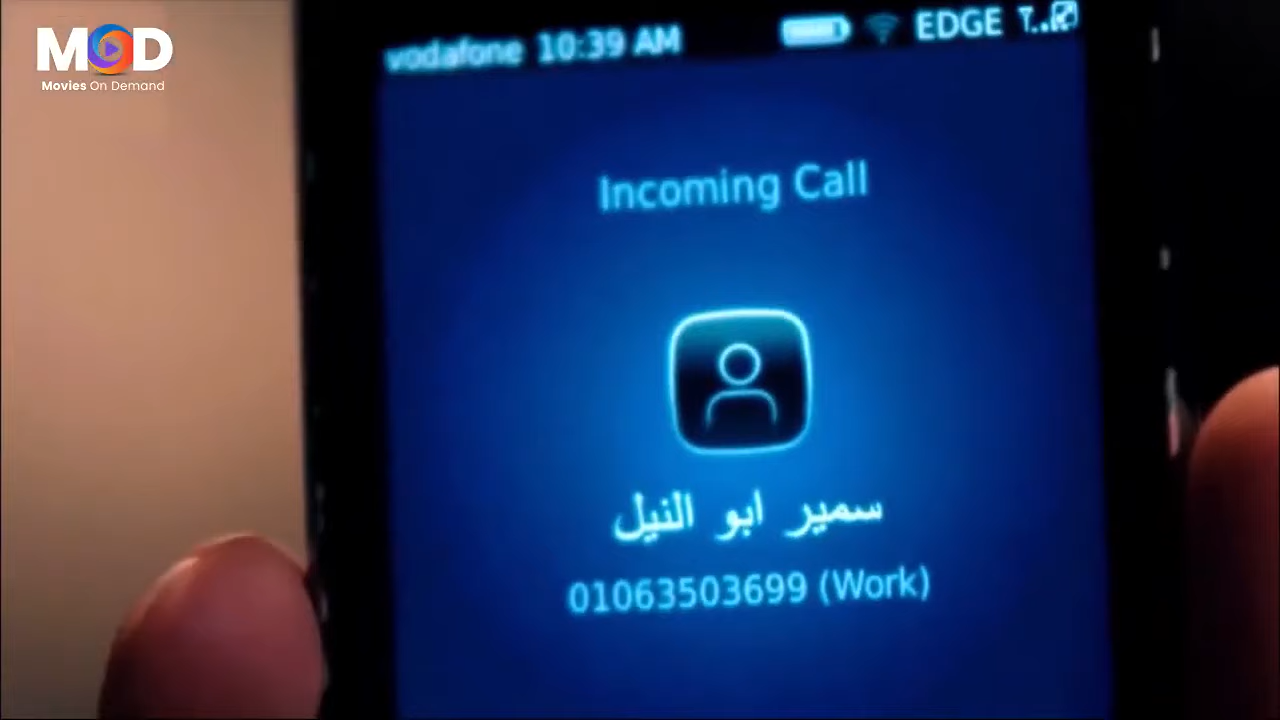 MOD
Movies On Demand
vodafone 10:39 AM EDGE
Incoming Call
سمير ابو النيل
01063503699 (Work)